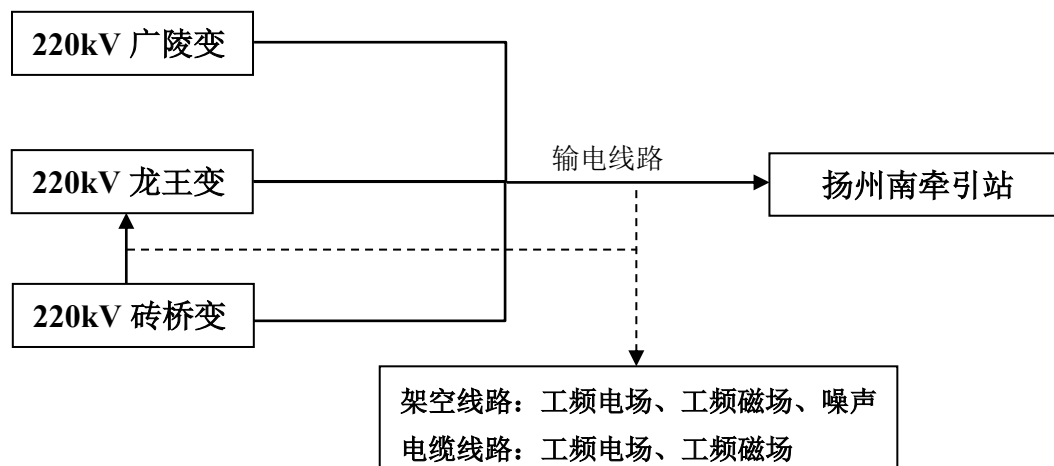 220kV 广陵变
输电线路
220kV 龙王变
扬州南牵引站
220kV 砖桥变
架空线路：工频电场、工频磁场、噪声
电缆线路：工频电场、工频磁场